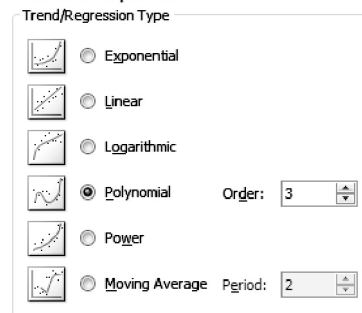 Trend/Regression Type
Exponential
Linear
Logarithmic
Polynomial Order: 3
Power
Moving Average Period: 2